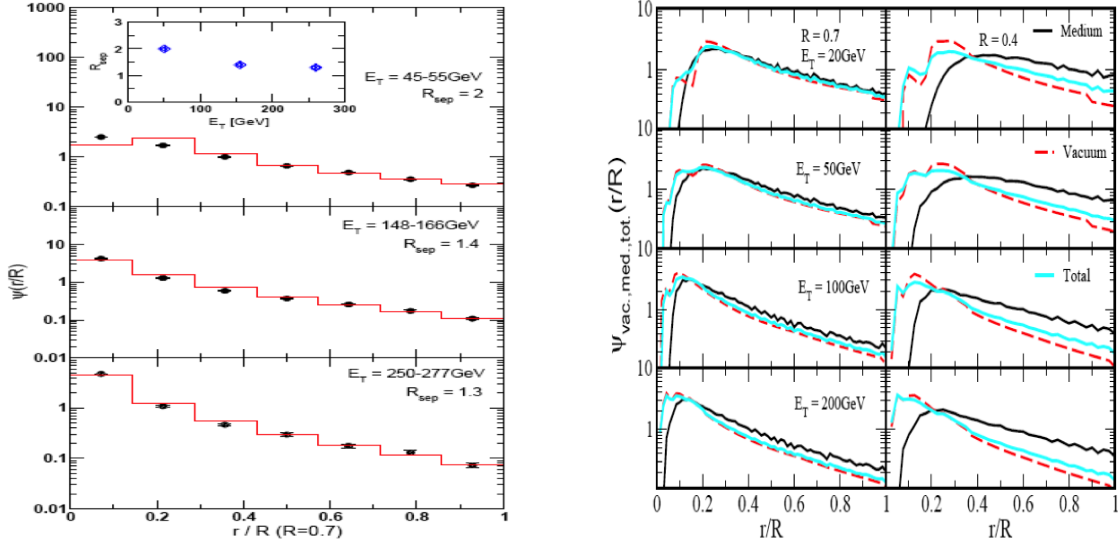 1000
100
10
1
0.1
10
1
0.1
0.01
1
0.1
0.01
ψ(r/R)
3
2
1
0
R_sep
0 100 200 300
E_T [GeV]
E_T = 45-55GeV
R_sep = 2
E_T = 148-166GeV
R_sep = 1.4
E_T = 250-277GeV
R_sep = 1.3
0 0.2 0.4 0.6 0.8 1
r / R (R=0.7)
Ψ_vac.,med.,tot.(r/R)
10
1
10
1
10
1
10
1
R = 0.7
E_T = 20GeV
R = 0.4
Medium
E_T = 50GeV
Vacuum
E_T = 100GeV
Total
E_T = 200GeV
0 0.2 0.4 0.6 0.8 1
0.2 0.4 0.6 0.8 1
r/R
r/R